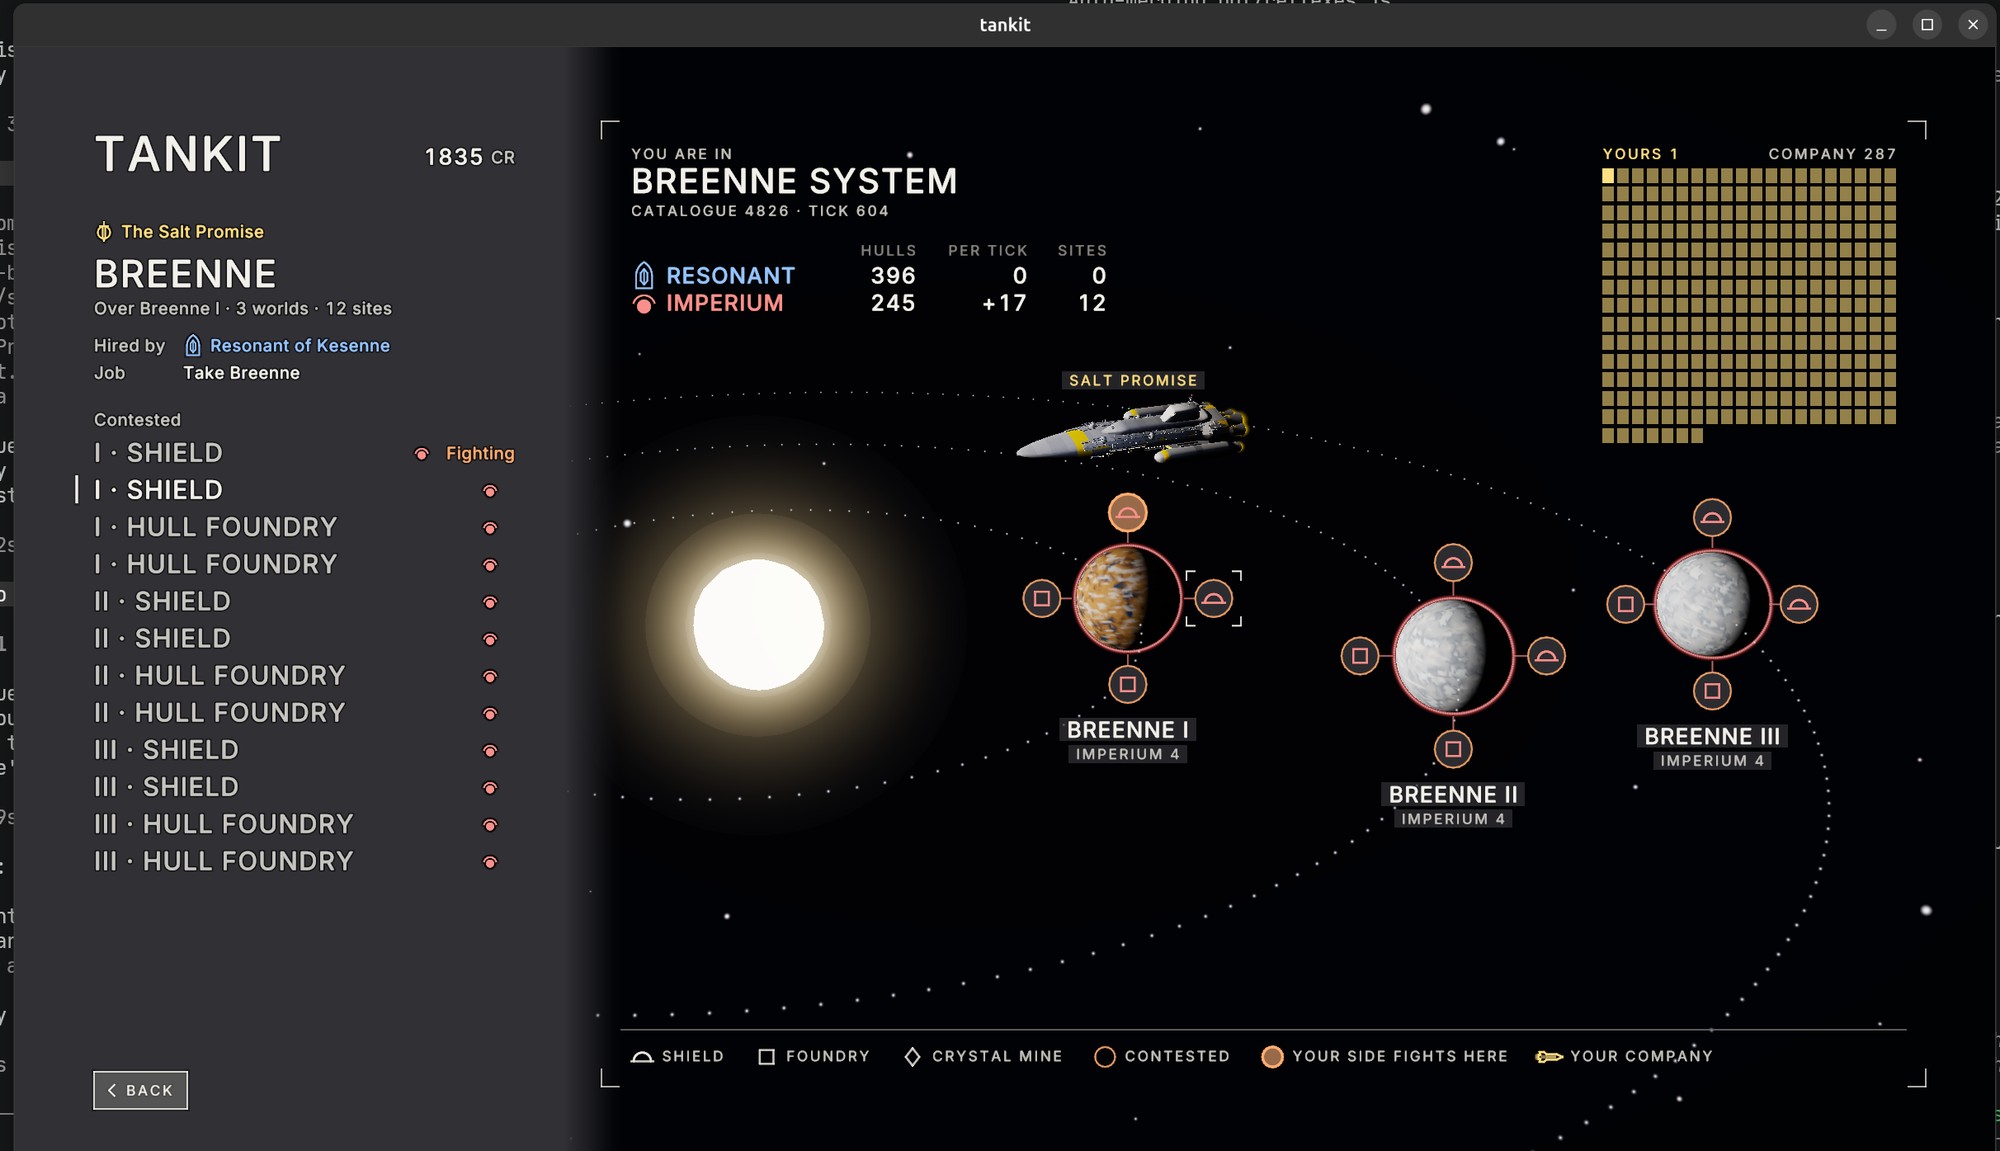 tankit
TANKIT
1835 CR
The Salt Promise
BREENNE
Over Breenne I · 3 worlds · 12 sites
Hired by Resonant of Kesenne
Job Take Breenne
Contested
I · SHIELD Fighting
I · SHIELD
I · HULL FOUNDRY
I · HULL FOUNDRY
II · SHIELD
II · SHIELD
II · HULL FOUNDRY
II · HULL FOUNDRY
III · SHIELD
III · SHIELD
III · HULL FOUNDRY
III · HULL FOUNDRY
BACK
YOU ARE IN
BREENNE SYSTEM
CATALOGUE 4826 · TICK 604
HULLS PER TICK SITES
RESONANT 396 0 0
IMPERIUM 245 +17 12
YOURS 1 COMPANY 287
SALT PROMISE
BREENNE I
IMPERIUM 4
BREENNE II
IMPERIUM 4
BREENNE III
IMPERIUM 4
SHIELD FOUNDRY CRYSTAL MINE CONTESTED YOUR SIDE FIGHTS HERE YOUR COMPANY